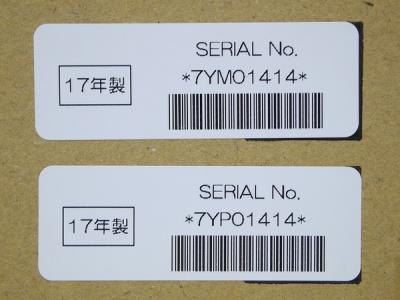 SERIAL No.
17年製
*7YM01414*
SERIAL No.
17年製
*7YP01414*